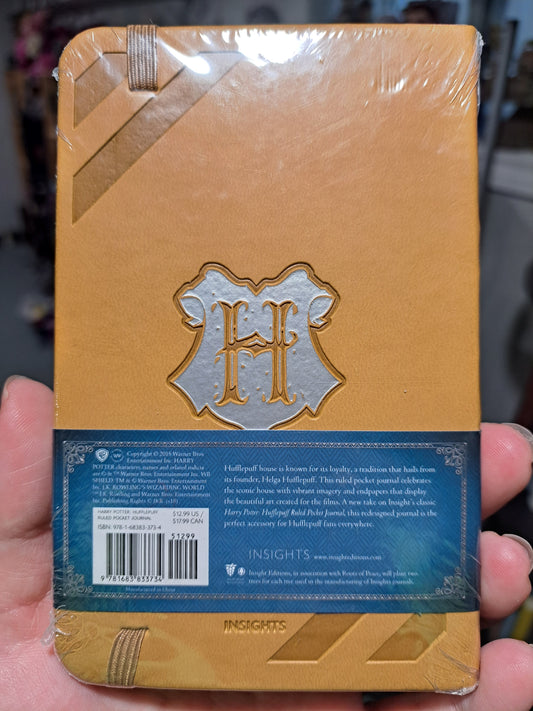 H
Copyright © 2018 Warner Bros.
Entertainment Inc. HARRY
POTTER characters, names and related indicia
are © & ™ Warner Bros. Entertainment Inc. WB
SHIELD: TM & © Warner Bros. Entertainment
Inc. J.K. ROWLING'S WIZARDING WORLD
™ J.K. Rowling and Warner Bros. Entertainment
Inc. Publishing Rights © JKR. (s18)
Hufflepuff house is known for its loyalty, a tradition that hails from
its founder, Helga Hufflepuff. This ruled pocket journal celebrates
the iconic house with vibrant imagery and endpapers that display
the beautiful art created for the films. A new take on Insight's classic
Harry Potter: Hufflepuff Ruled Pocket Journal, this redesigned journal is the
perfect accessory for Hufflepuff fans everywhere.
HARRY POTTER: HUFFLEPUFF
RULED POCKET JOURNAL
$12.99 US /
$17.99 CAN
51299
ISBN: 978-1-68383-373-4
9 781683 833734
Manufactured in China
INSIGHTS www.insighteditions.com
Insight Editions, in association with Roots of Peace, will plant two
trees for each tree used in the manufacturing of Insights journals.
INSIGHTS